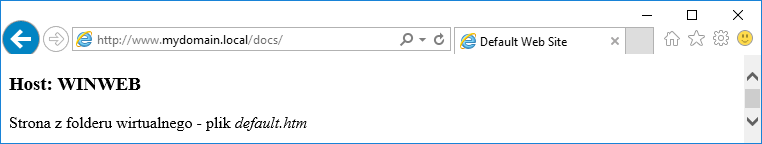 http://www.mydomain.local/docs/
Default Web Site
Host: WINWEB
Strona z folderu wirtualnego - plik default.htm